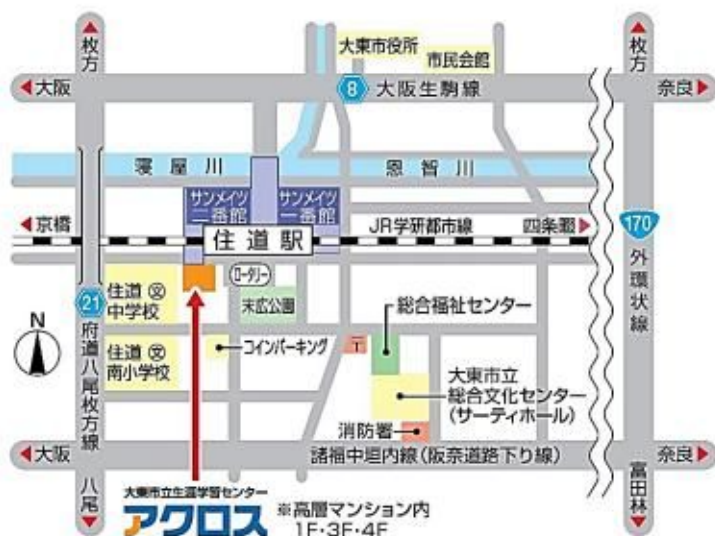 枚方
枚方
大東市役所
市民会館
大阪
8
大阪生駒線
奈良
寝屋川
恩智川
サンメイツ
二番館
サンメイツ
一番館
京橋
住道駅
JR学研都市線
四条畷
170
外環状線
ロータリー
21
住道 文
中学校
末広公園
総合福祉センター
N
府道八尾枚方線
住道 文
南小学校
コインパーキング
〒
大東市立
総合文化センター
(サーティホール)
消防署
大阪
諸福中垣内線(阪奈道路下り線)
奈良
八尾
富田林
大東市立生涯学習センター
アクロス
※高層マンション内
1F・3F・4F